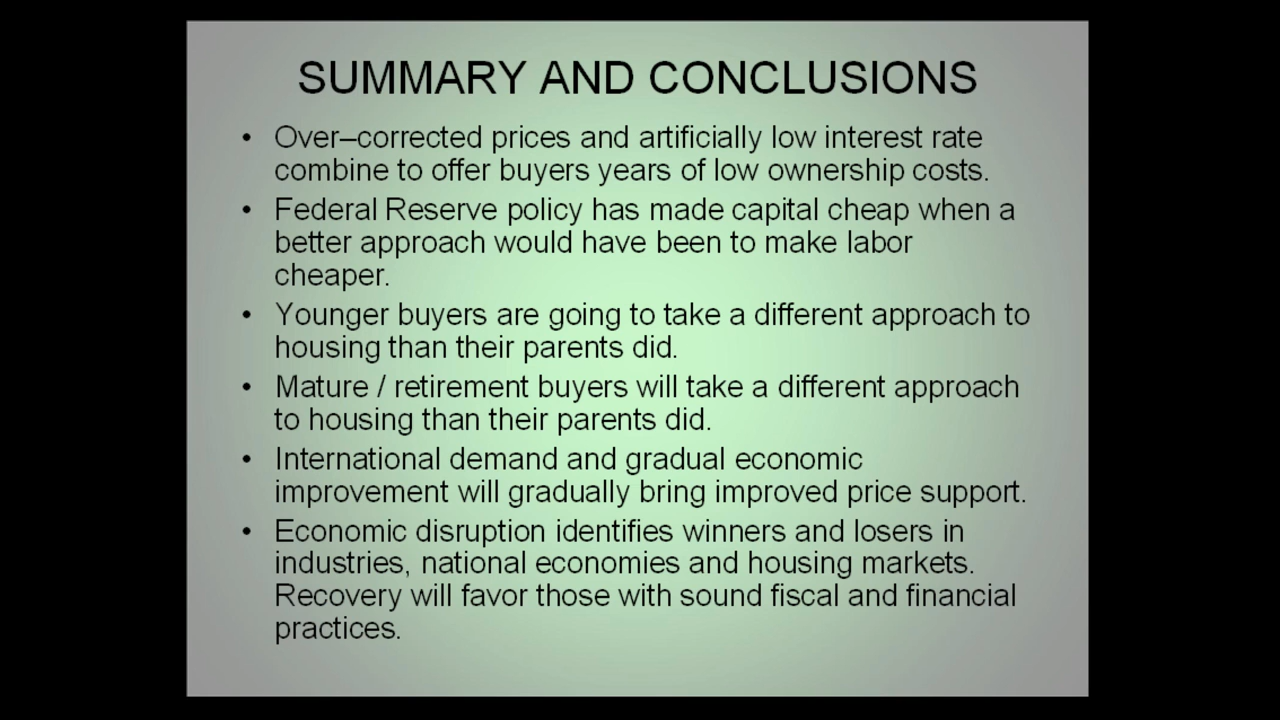 SUMMARY AND CONCLUSIONS
• Over–corrected prices and artificially low interest rate
combine to offer buyers years of low ownership costs.
• Federal Reserve policy has made capital cheap when a
better approach would have been to make labor
cheaper.
• Younger buyers are going to take a different approach to
housing than their parents did.
• Mature / retirement buyers will take a different approach
to housing than their parents did.
• International demand and gradual economic
improvement will gradually bring improved price support.
• Economic disruption identifies winners and losers in
industries, national economies and housing markets.
Recovery will favor those with sound fiscal and financial
practices.